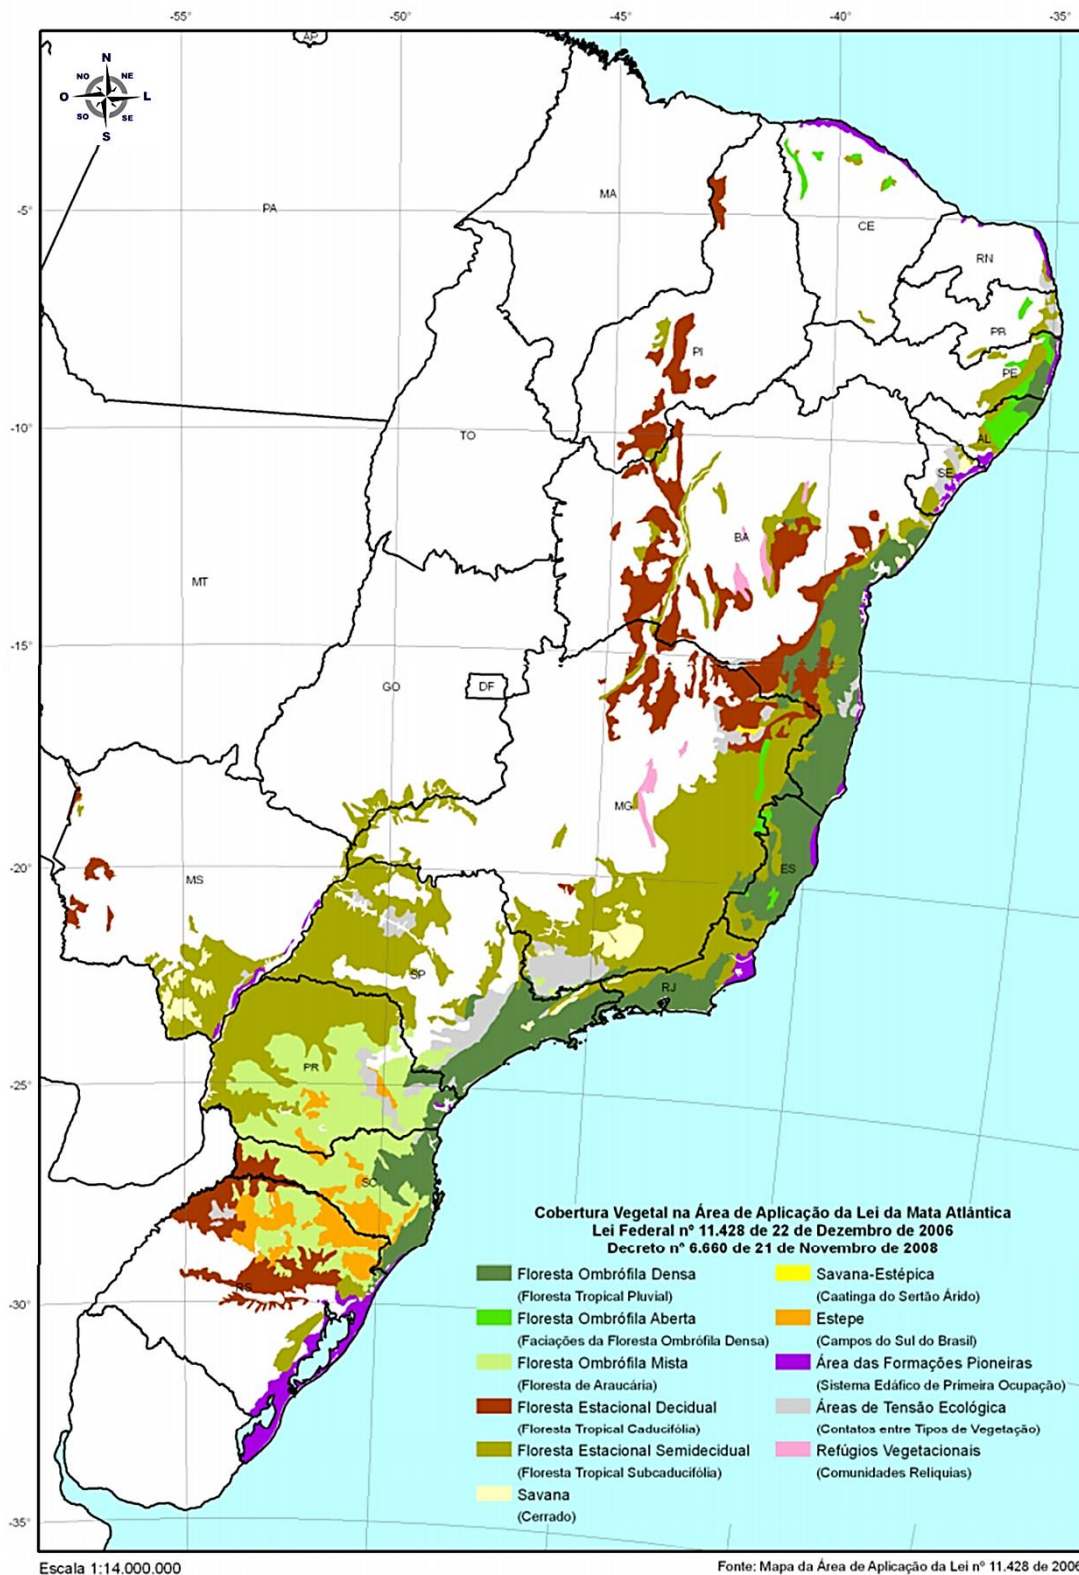 -55°
-50°
-45°
-40°
-35°
AP
N
NO
NE
O
L
SO
SE
S
PA
MA
-5°
CE
RN
PB
PI
PE
-10°
TO
AL
SE
BA
MT
-15°
GO
DF
MG
-20°
MS
ES
SP
RJ
PR
-25°
SC
RS
-30°
-35°
Cobertura Vegetal na Área de Aplicação da Lei da Mata Atlântica
Lei Federal nº 11.428 de 22 de Dezembro de 2006
Decreto nº 6.660 de 21 de Novembro de 2008
Floresta Ombrófila Densa
(Floresta Tropical Pluvial)
Floresta Ombrófila Aberta
(Faciações da Floresta Ombrófila Densa)
Floresta Ombrófila Mista
(Floresta de Araucária)
Floresta Estacional Decidual
(Floresta Tropical Caducifólia)
Floresta Estacional Semidecidual
(Floresta Tropical Subcaducifólia)
Savana
(Cerrado)
Savana-Estépica
(Caatinga do Sertão Árido)
Estepe
(Campos do Sul do Brasil)
Área das Formações Pioneiras
(Sistema Edáfico de Primeira Ocupação)
Áreas de Tensão Ecológica
(Contatos entre Tipos de Vegetação)
Refúgios Vegetacionais
(Comunidades Relíquias)
Escala 1:14.000.000
Fonte: Mapa da Área de Aplicação da Lei nº 11.428 de 2006